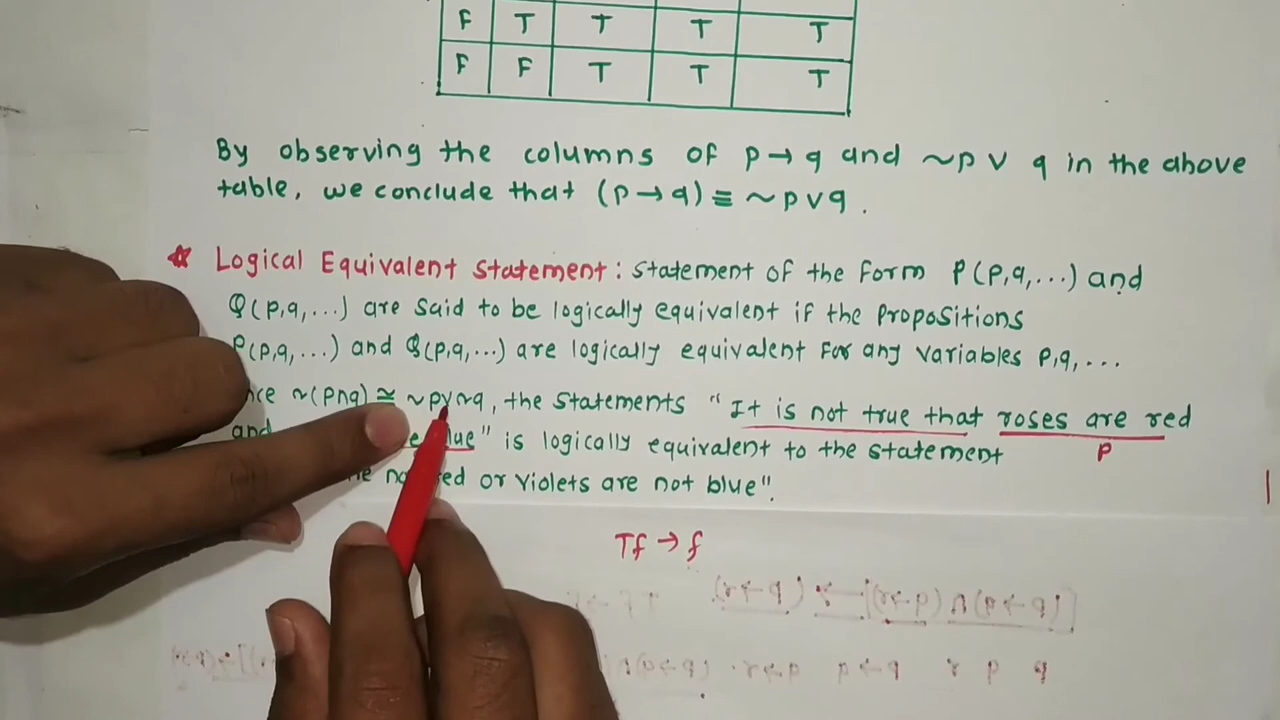 F T T T T
F F T T T
By observing the columns of p → q and ~p ∨ q in the above
table, we conclude that (p → q) ≡ ~p ∨ q .
Logical Equivalent Statement : Statement of the form P(p,q,...) and
Q(p,q,...) are said to be logically equivalent if the propositions
P(p,q,...) and Q(p,q,...) are logically equivalent for any variables p,q,...
~(p∩q) ≅ ~p∨~q, the statements "It is not true that roses are red
and blue" is logically equivalent to the statement
red or violets are not blue".
P
Tf → f